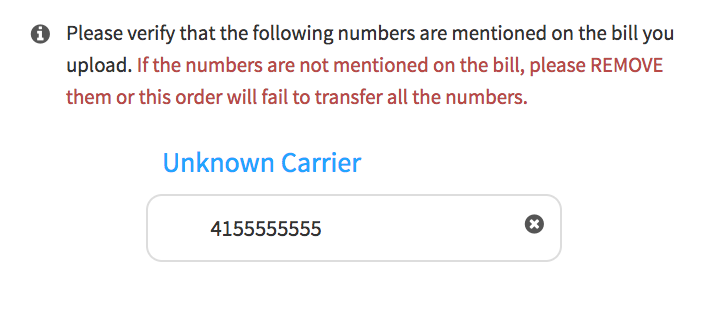 Please verify that the following numbers are mentioned on the bill you
upload. If the numbers are not mentioned on the bill, please REMOVE
them or this order will fail to transfer all the numbers.
Unknown Carrier
4155555555